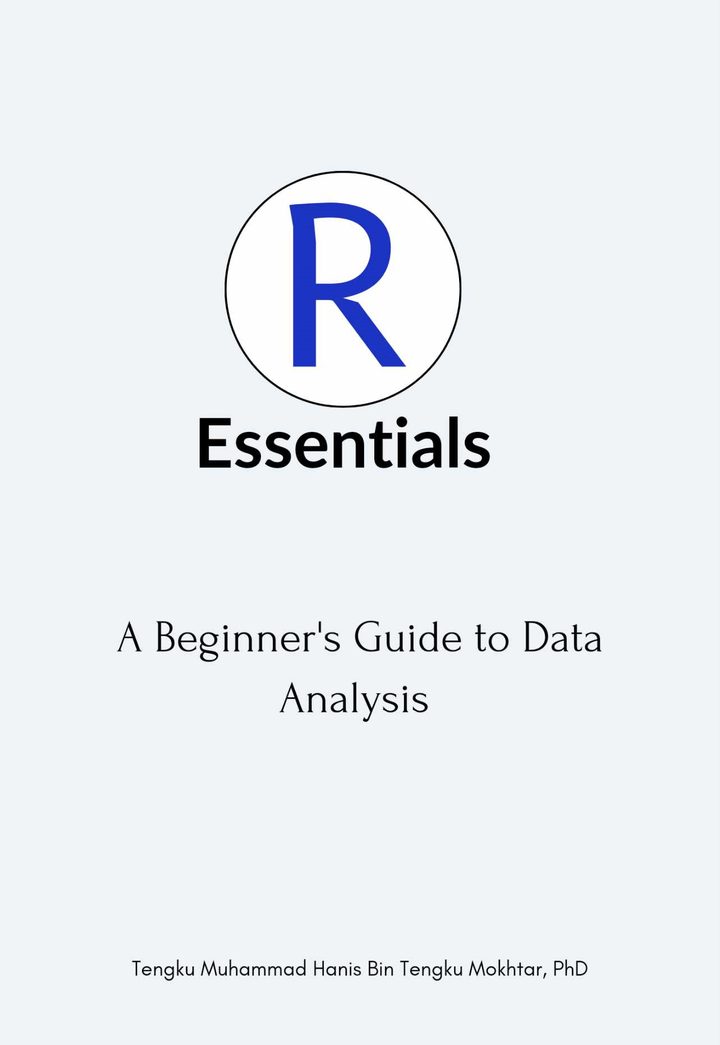 R
Essentials
A Beginner's Guide to Data
Analysis
Tengku Muhammad Hanis Bin Tengku Mokhtar, PhD